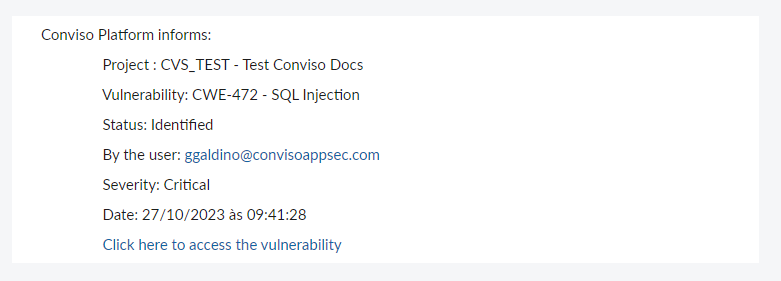 Conviso Platform informs:
Project : CVS_TEST - Test Conviso Docs
Vulnerability: CWE-472 - SQL Injection
Status: Identified
By the user: ggaldino@convisoappsec.com
Severity: Critical
Date: 27/10/2023 às 09:41:28
Click here to access the vulnerability